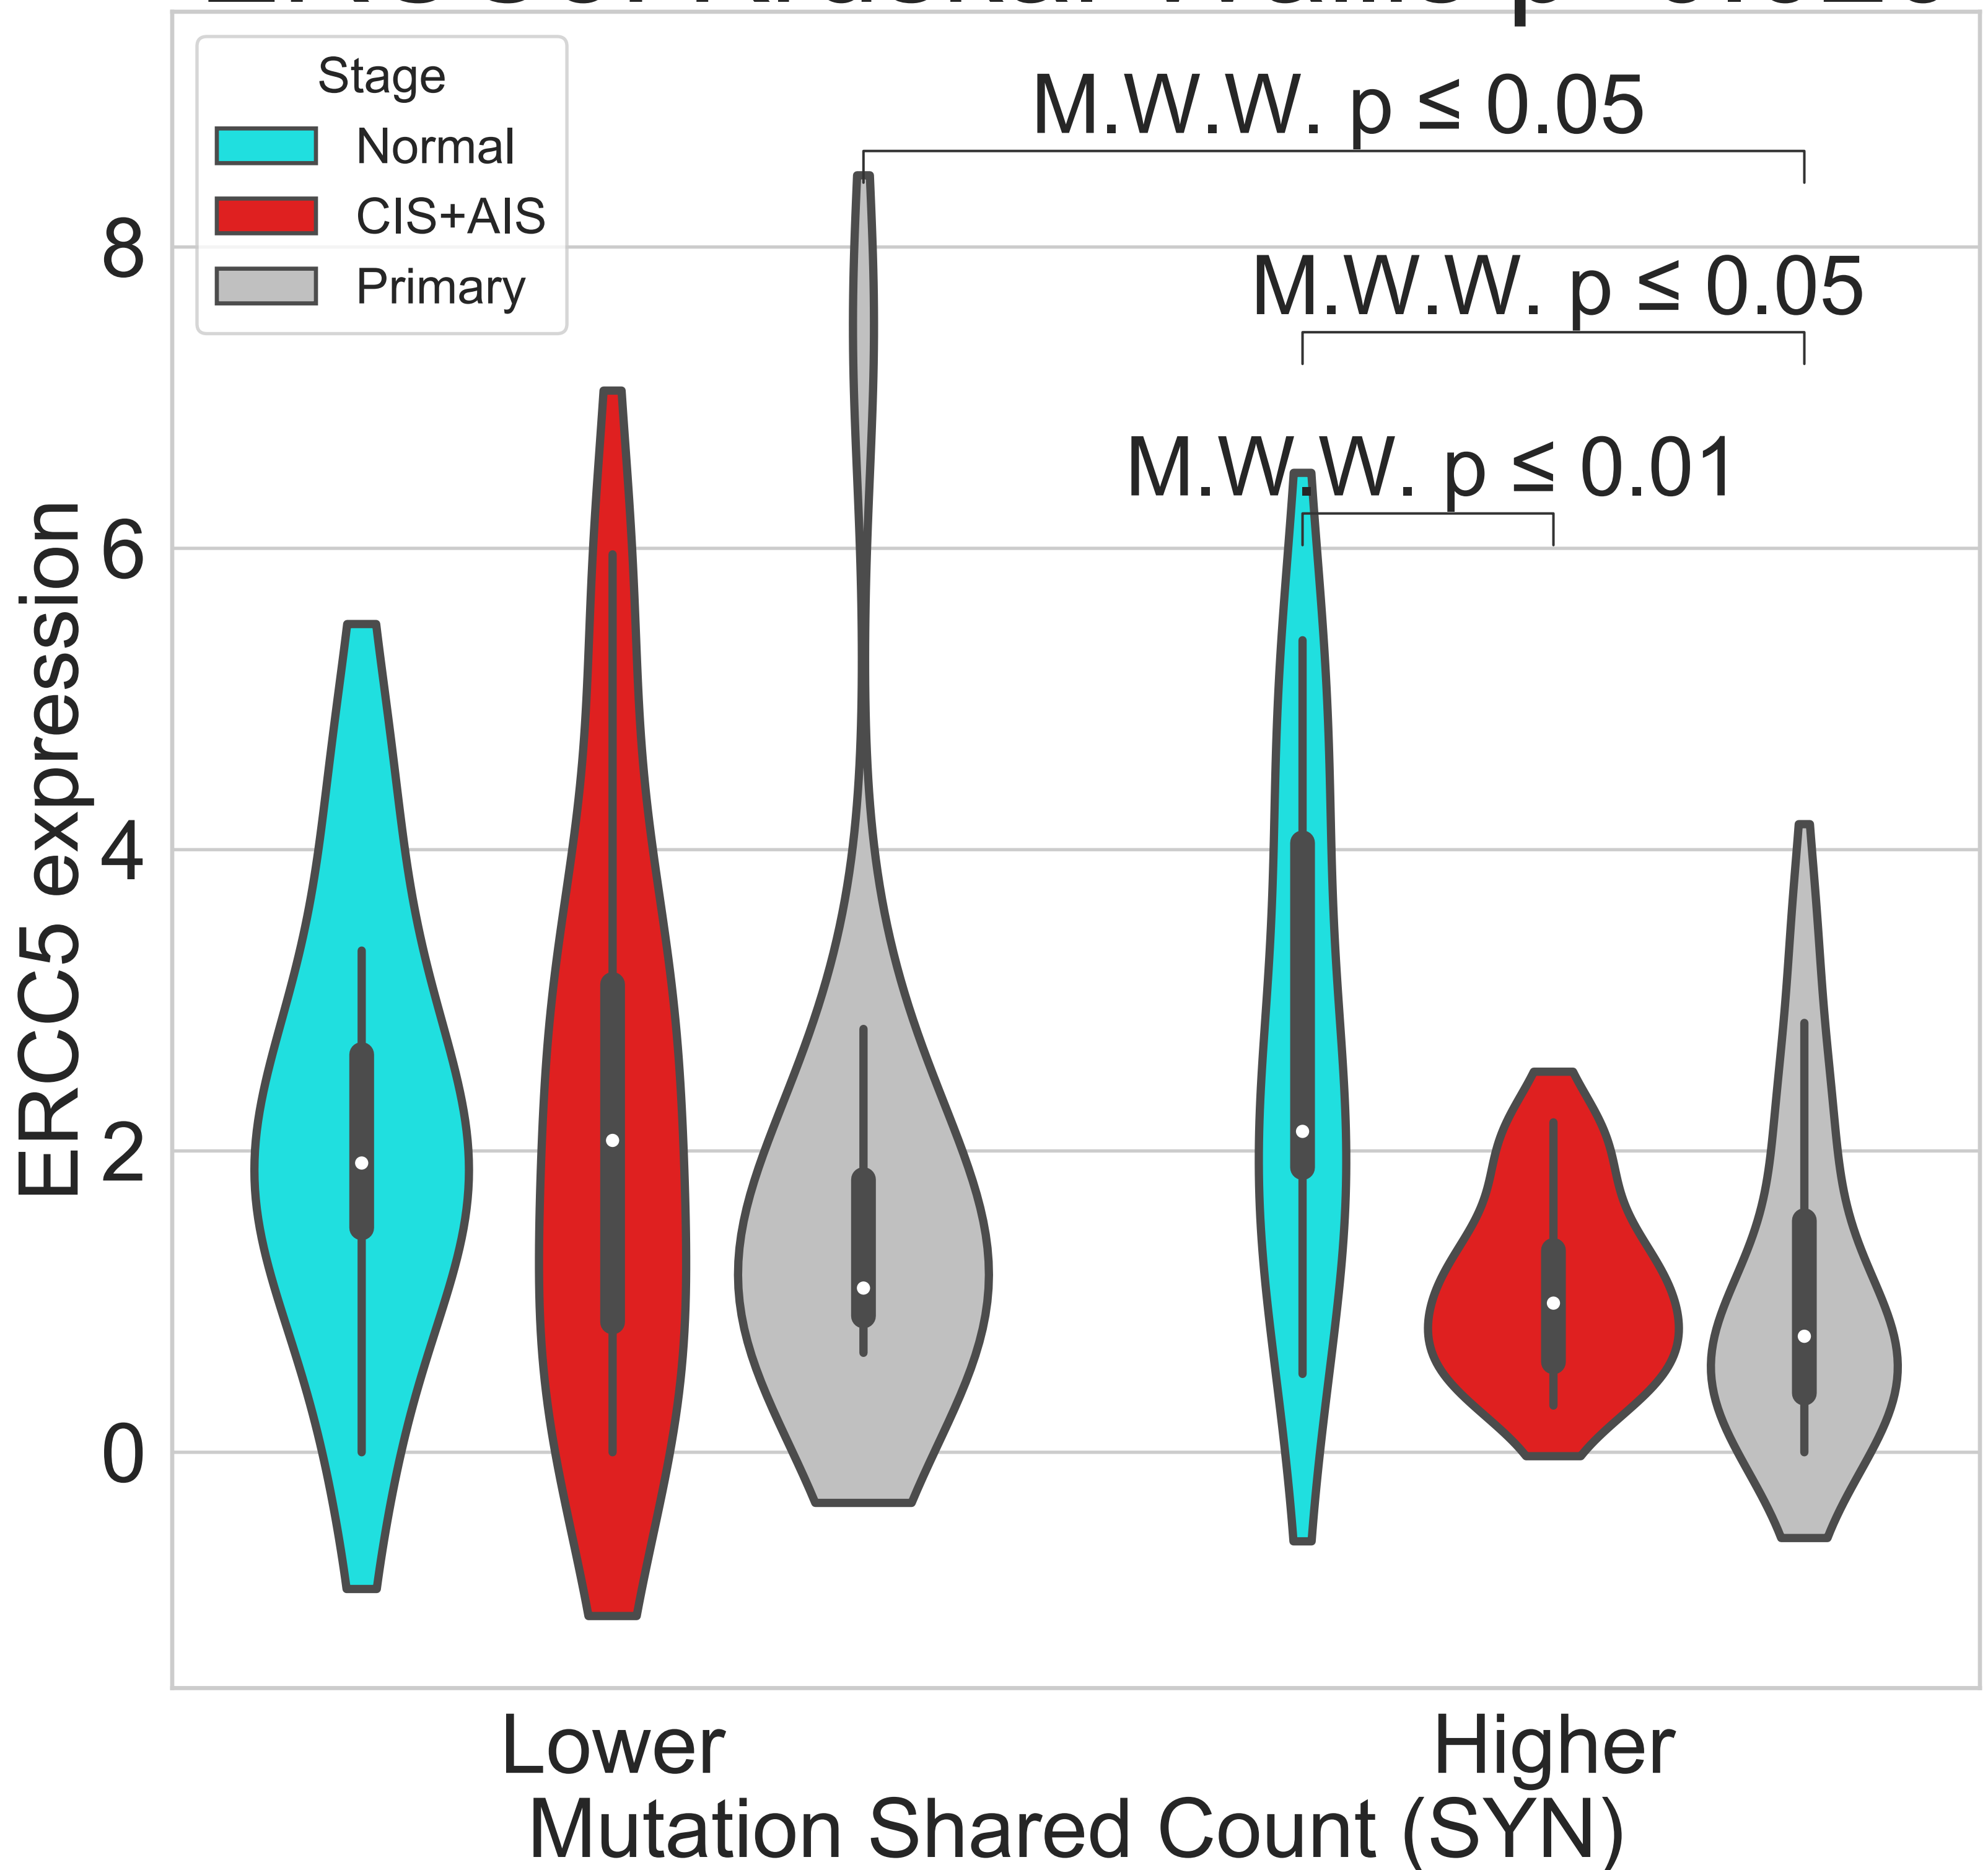 Stage
Normal
CIS+AIS
Primary
M.W.W. p ≤ 0.05
M.W.W. p ≤ 0.05
M.W.W. p ≤ 0.01
8
6
4
2
0
ERCC5 expression
Lower
Higher
Mutation Shared Count (SYN)